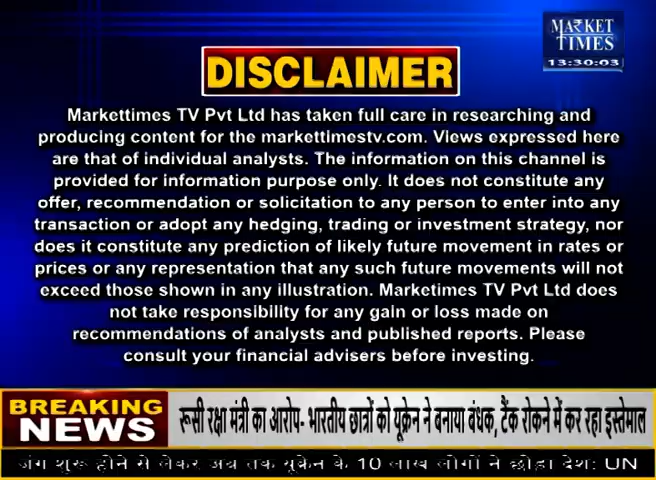 MARKET
TIMES
13:30:03
DISCLAIMER
Markettimes TV Pvt Ltd has taken full care in researching and
producing content for the markettimestv.com. Views expressed here
are that of individual analysts. The information on this channel is
provided for information purpose only. It does not constitute any
offer, recommendation or solicitation to any person to enter into any
transaction or adopt any hedging, trading or investment strategy, nor
does it constitute any prediction of likely future movement in rates or
prices or any representation that any such future movements will not
exceed those shown in any illustration. Marketimes TV Pvt Ltd does
not take responsibility for any gain or loss made on
recommendations of analysts and published reports. Please
consult your financial advisers before investing.
BREAKING
NEWS
रूसी रक्षा मंत्री का आरोप- भारतीय छात्रों को यूक्रेन ने बनाया बंधक, टैंक रोकने में कर रहा इस्तेमाल
जंग शुरू होने से लेकर अब तक यूक्रेन के 10 लाख लोगों ने छोड़ा देश: UN